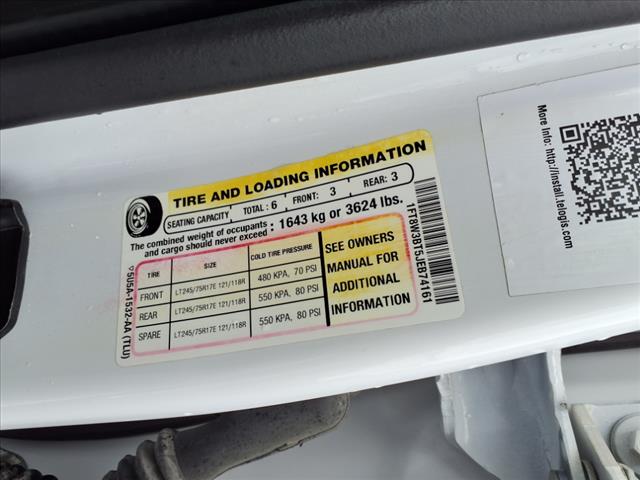 TIRE AND LOADING INFORMATION
SEATING CAPACITY TOTAL: 6 FRONT: 3 REAR: 3
The combined weight of occupants and cargo should never exceed : 1643 kg or 3624 lbs.
TIRE SIZE COLD TIRE PRESSURE
FRONT LT245/75R17E 121/118R 480 KPA, 70 PSI
REAR LT245/75R17E 121/118R 550 KPA, 80 PSI
SPARE LT245/75R17E 121/118R 550 KPA, 80 PSI
SEE OWNERS
MANUAL FOR
ADDITIONAL
INFORMATION
5U5A-1532-AA (TLU)
1FT8W3BT5JEB74161
More Info: http://install.telogis.com